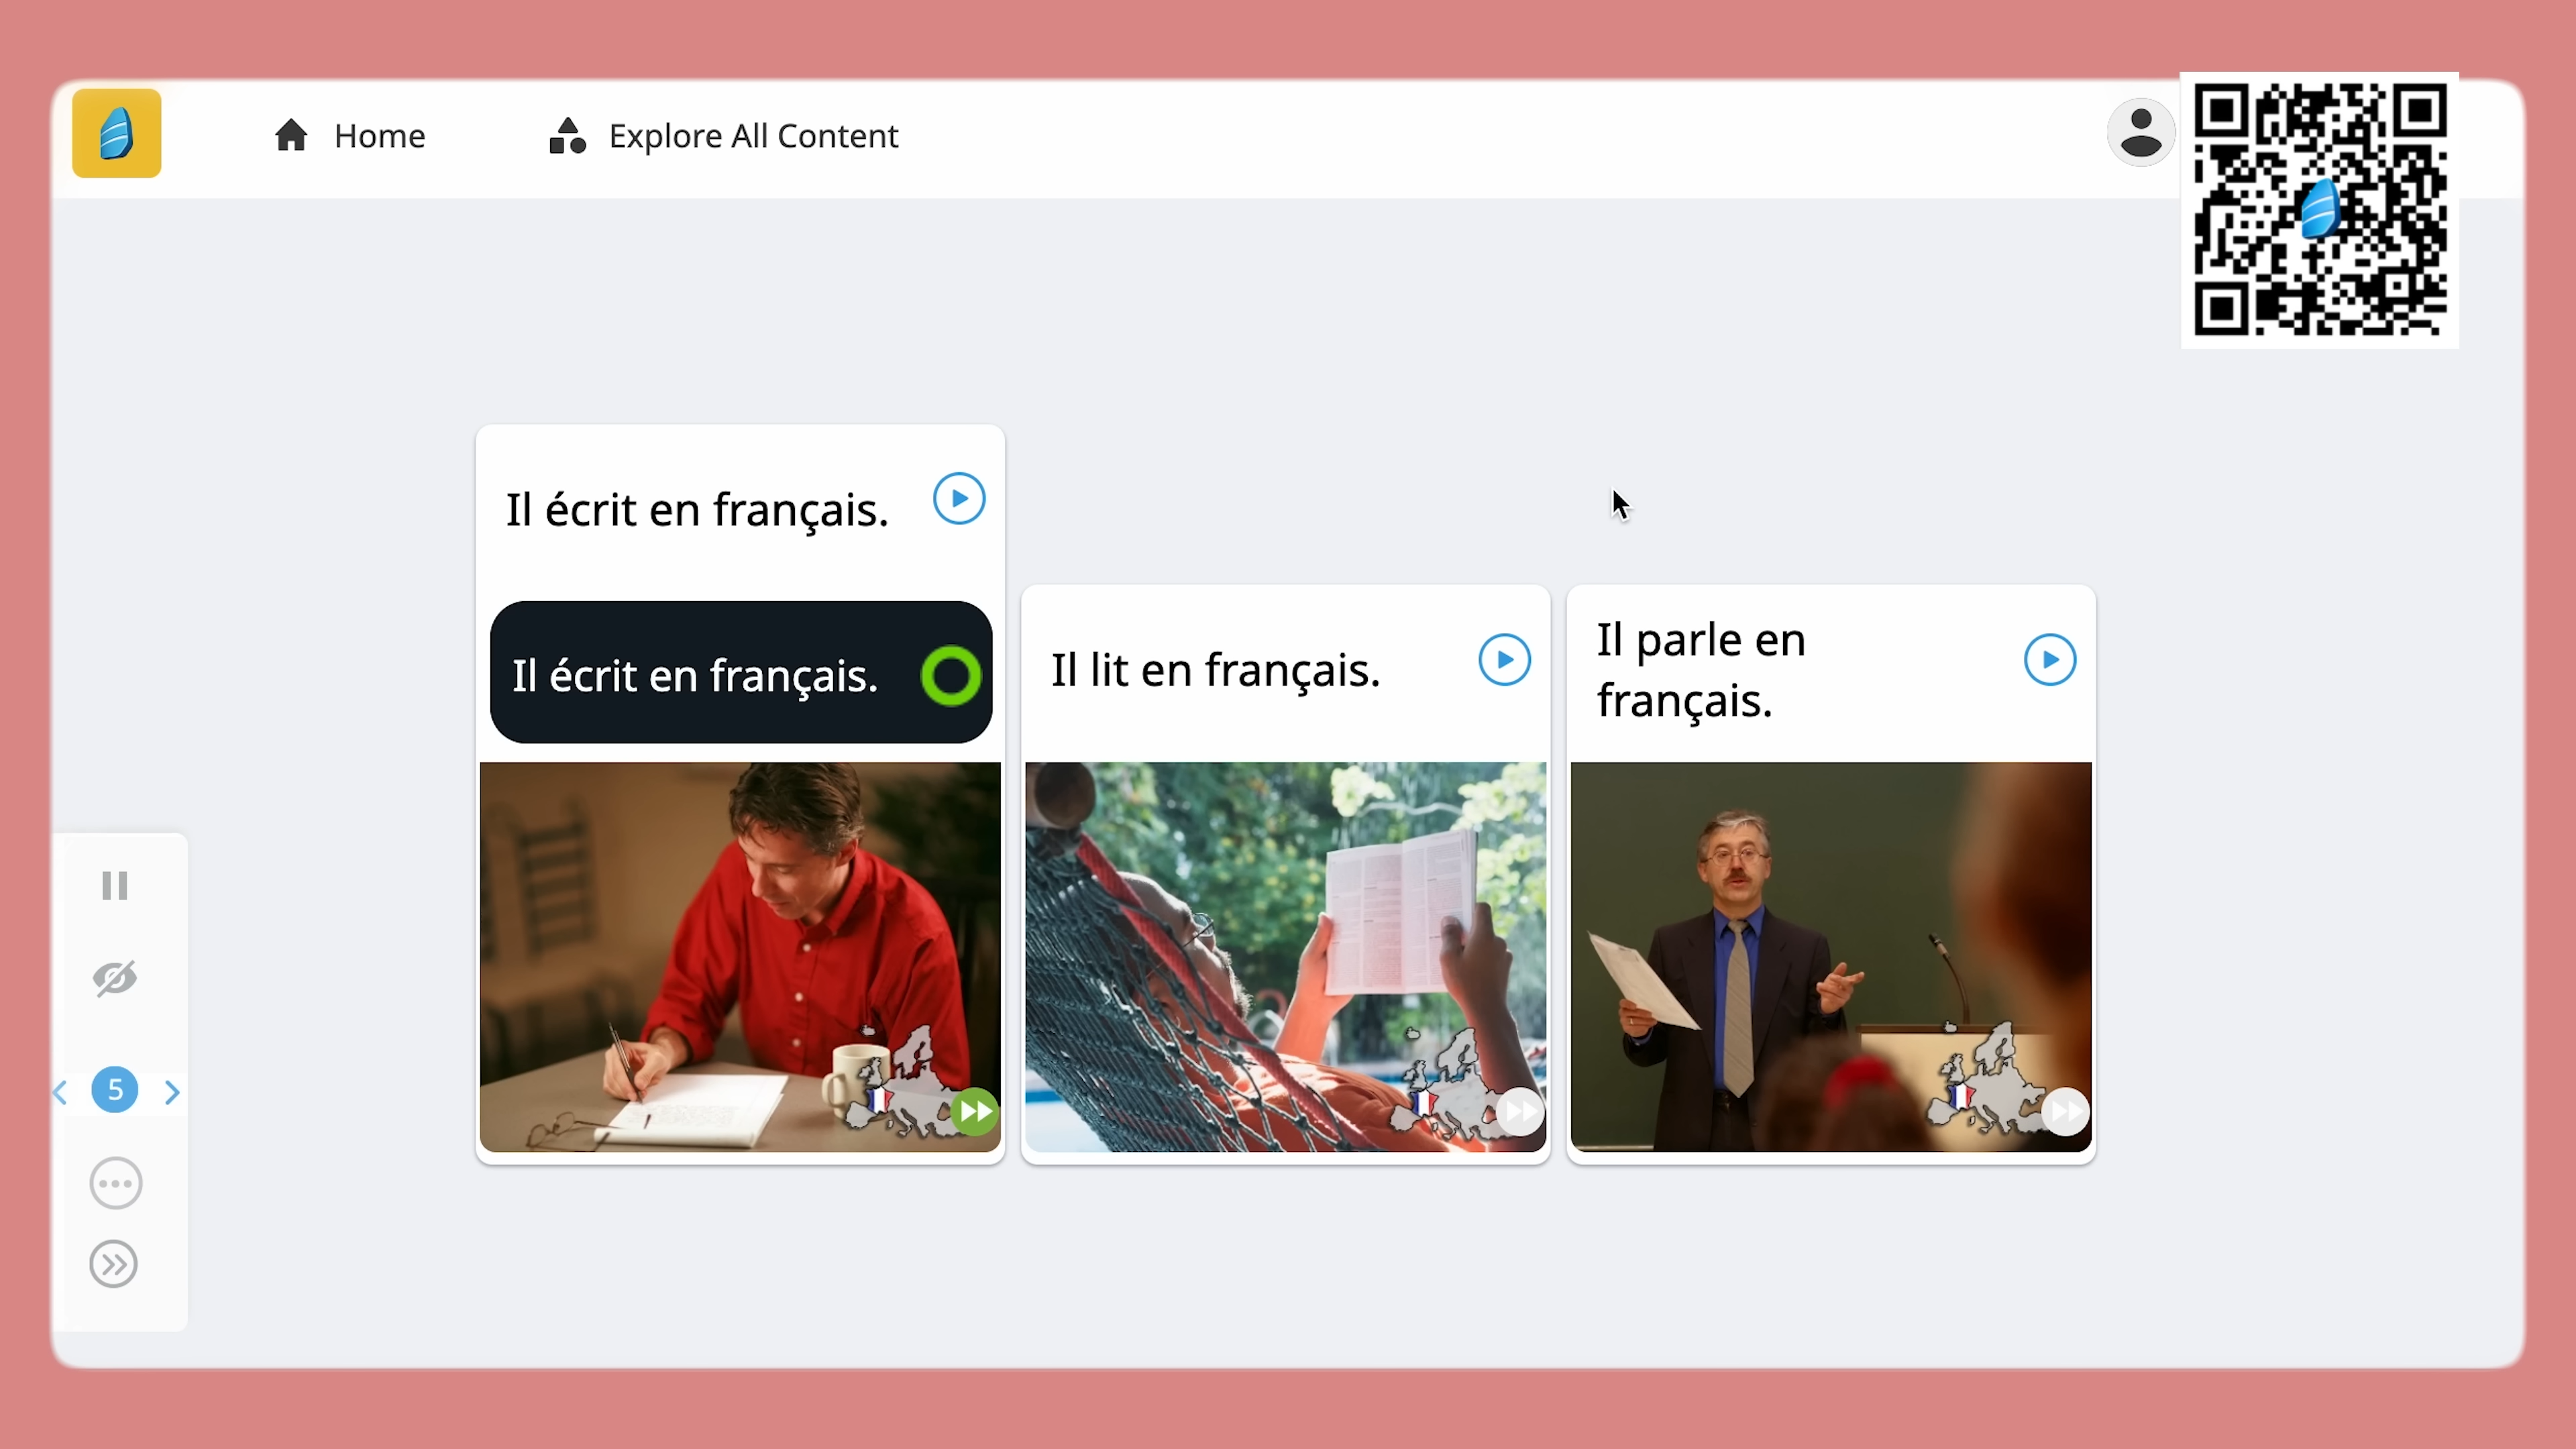 Home
Explore All Content
Il écrit en français.
Il écrit en français.
Il lit en français.
Il parle en
français.
5